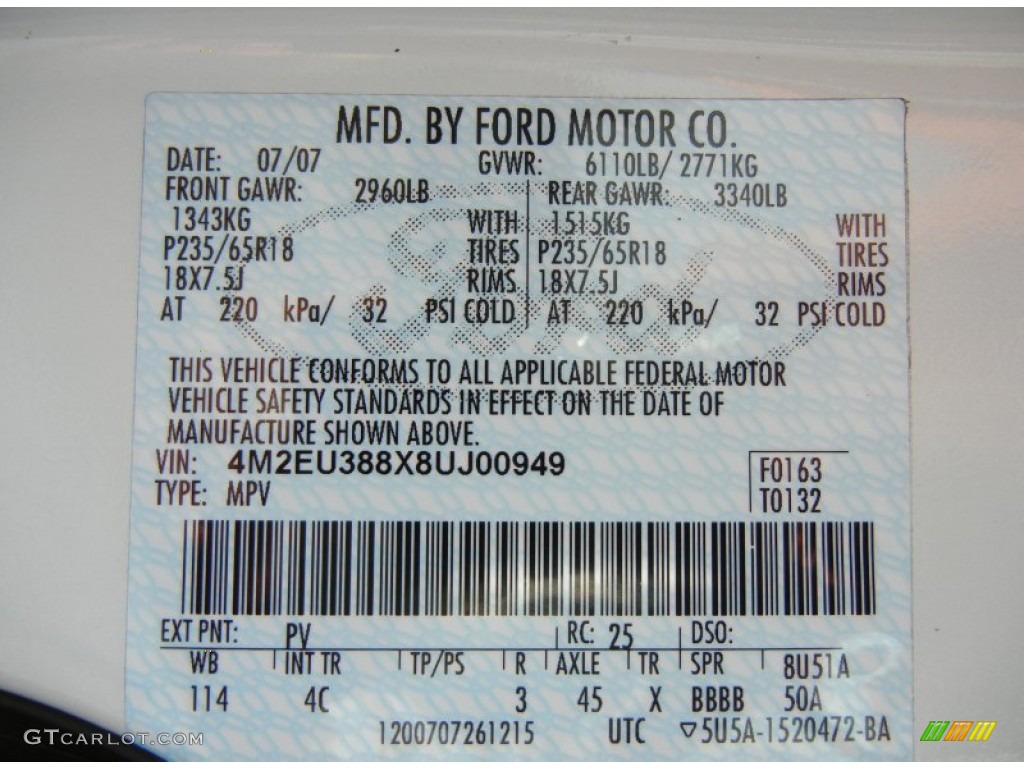 MFD. BY FORD MOTOR CO.
DATE: 07/07 GVWR: 6110LB/ 2771KG
FRONT GAWR: 2960LB REAR GAWR: 3340LB
1343KG WITH 1515KG WITH
P235/65R18 TIRES P235/65R18 TIRES
18X7.5J RIMS 18X7.5J RIMS
AT 220 kPa/ 32 PSI COLD AT 220 kPa/ 32 PSI COLD
Ford
THIS VEHICLE CONFORMS TO ALL APPLICABLE FEDERAL MOTOR
VEHICLE SAFETY STANDARDS IN EFFECT ON THE DATE OF
MANUFACTURE SHOWN ABOVE.
VIN: 4M2EU388X8UJ00949 F0163
TYPE: MPV T0132
EXT PNT: PV RC: 25 DSO:
WB INT TR TP/PS R AXLE TR SPR 8U51A
114 4C 3 45 X BBBB 50A
1200707261215 UTC ▽5U5A-1520472-BA
GTCARLOT.COM